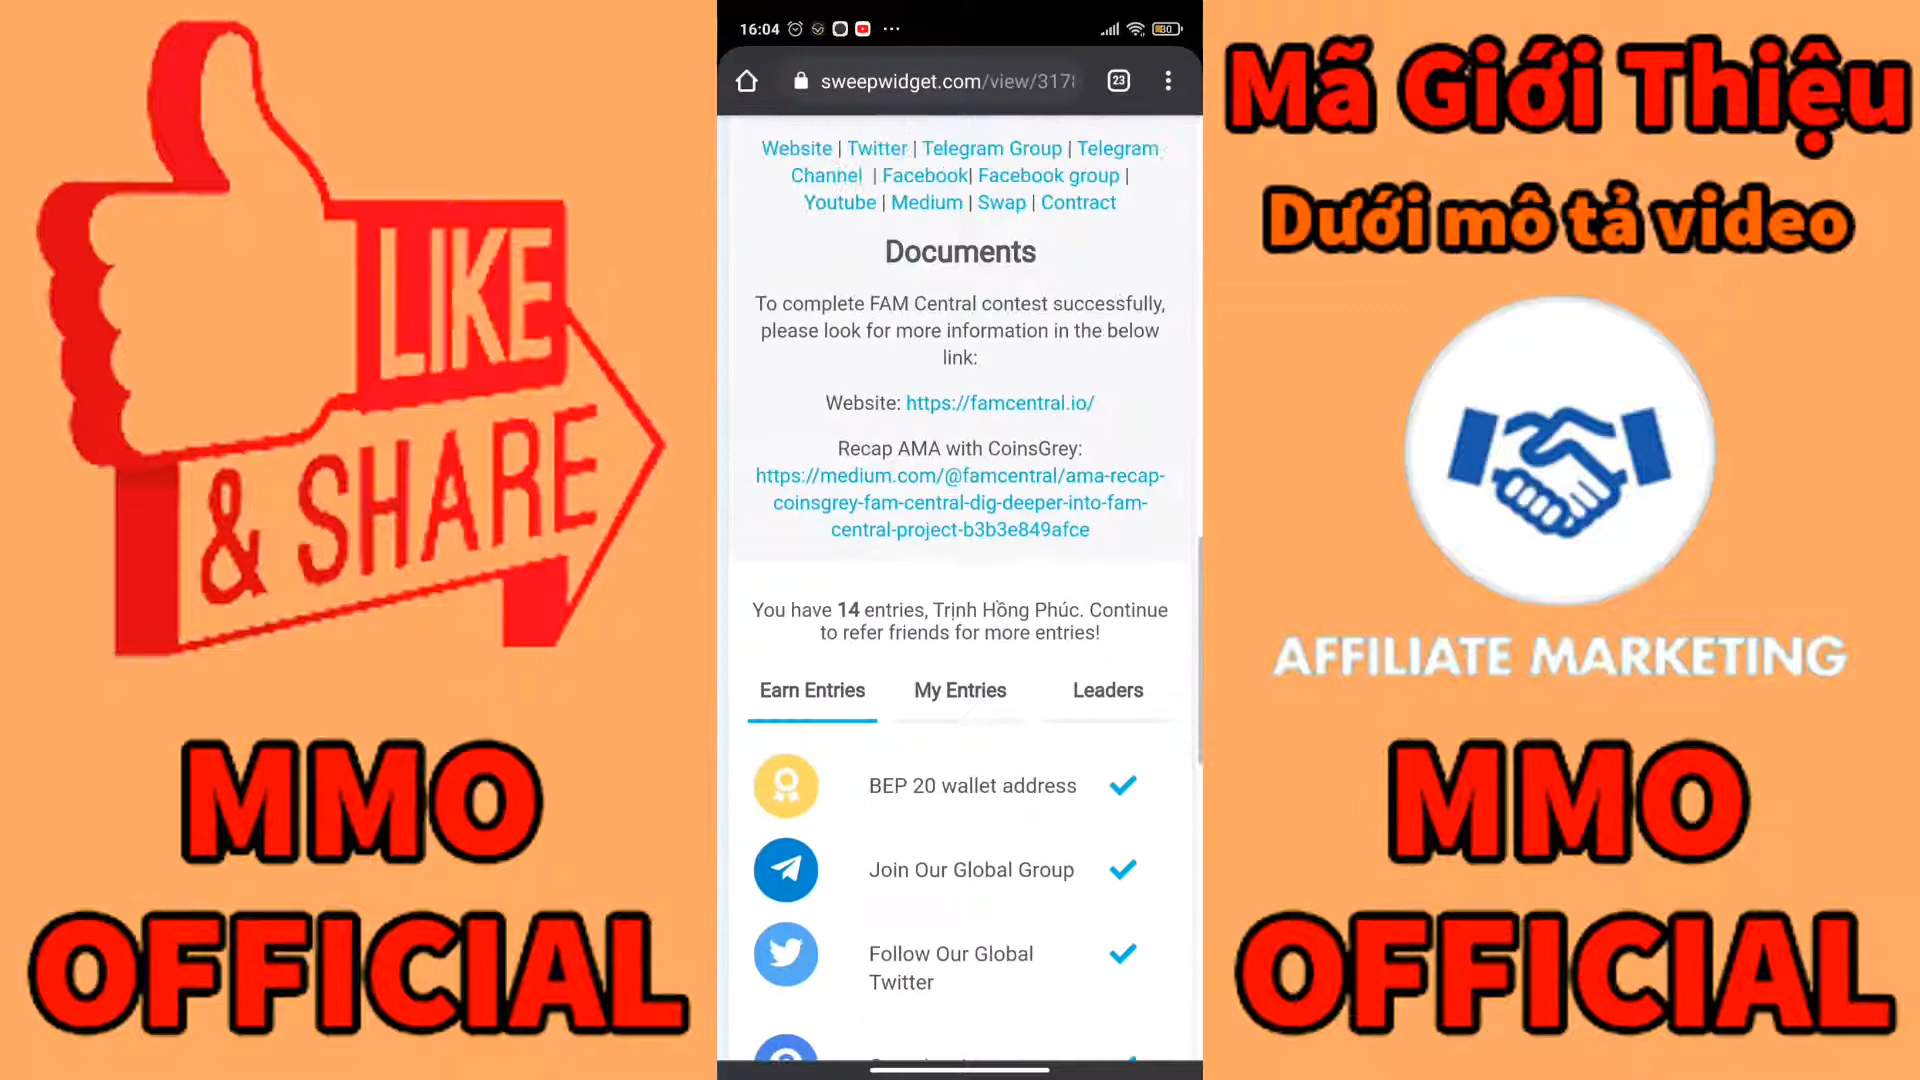 LIKE
& SHARE
MMO
OFFICIAL
16:04
80
sweepwidget.com/view/3178
23
Website | Twitter | Telegram Group | Telegram
Channel | Facebook| Facebook group |
Youtube | Medium | Swap | Contract
Documents
To complete FAM Central contest successfully,
please look for more information in the below
link:
Website: https://famcentral.io/
Recap AMA with CoinsGrey:
https://medium.com/@famcentral/ama-recap-
coinsgrey-fam-central-dig-deeper-into-fam-
central-project-b3b3e849afce
You have 14 entries, Trịnh Hồng Phúc. Continue
to refer friends for more entries!
Earn Entries My Entries Leaders
BEP 20 wallet address
Join Our Global Group
Follow Our Global
Twitter
Mã Giới Thiệu
Dưới mô tả video
AFFILIATE MARKETING
MMO
OFFICIAL